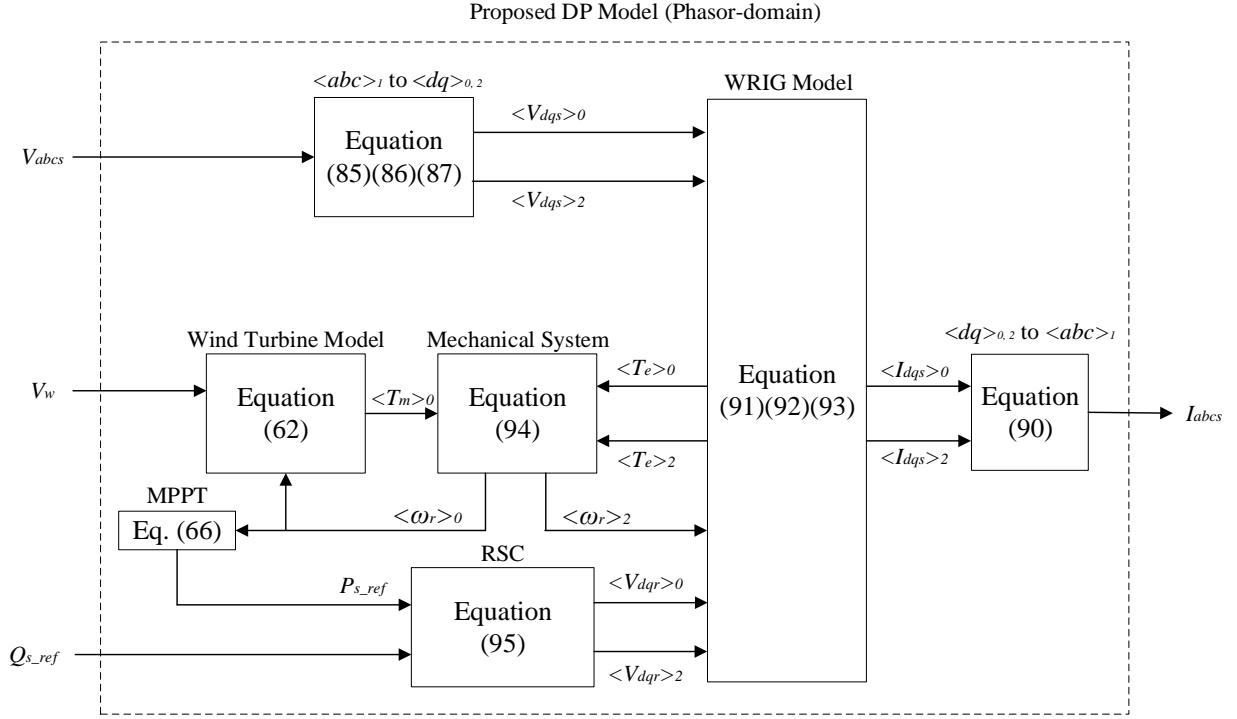 Proposed DP Model (Phasor-domain)
<abc>1 to <dq>0, 2
WRIG Model
<Vdqs>0
Equation
(85)(86)(87)
Vabcs
<Vdqs>2
Wind Turbine Model
Mechanical System
<dq>0, 2 to <abc>1
<Te>0
<Idqs>0
Vw
Equation
(62)
<Tm>0
Equation
(94)
Equation
(91)(92)(93)
Equation
(90)
Iabcs
<Te>2
<Idqs>2
MPPT
Eq. (66)
<ωr>0
<ωr>2
RSC
Ps_ref
<Vdqr>0
Equation
(95)
Qs_ref
<Vdqr>2